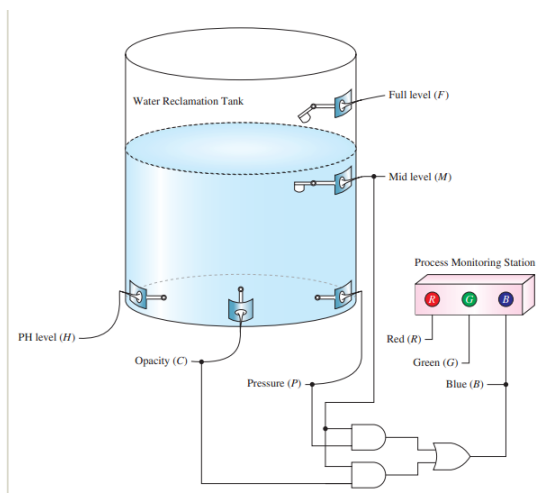 Full level (F)
Water Reclamation Tank
Mid level (M)
Process Monitoring Station
R G B
PH level (H)
Red (R)
Opacity (C)
Green (G)
Pressure (P)
Blue (B)